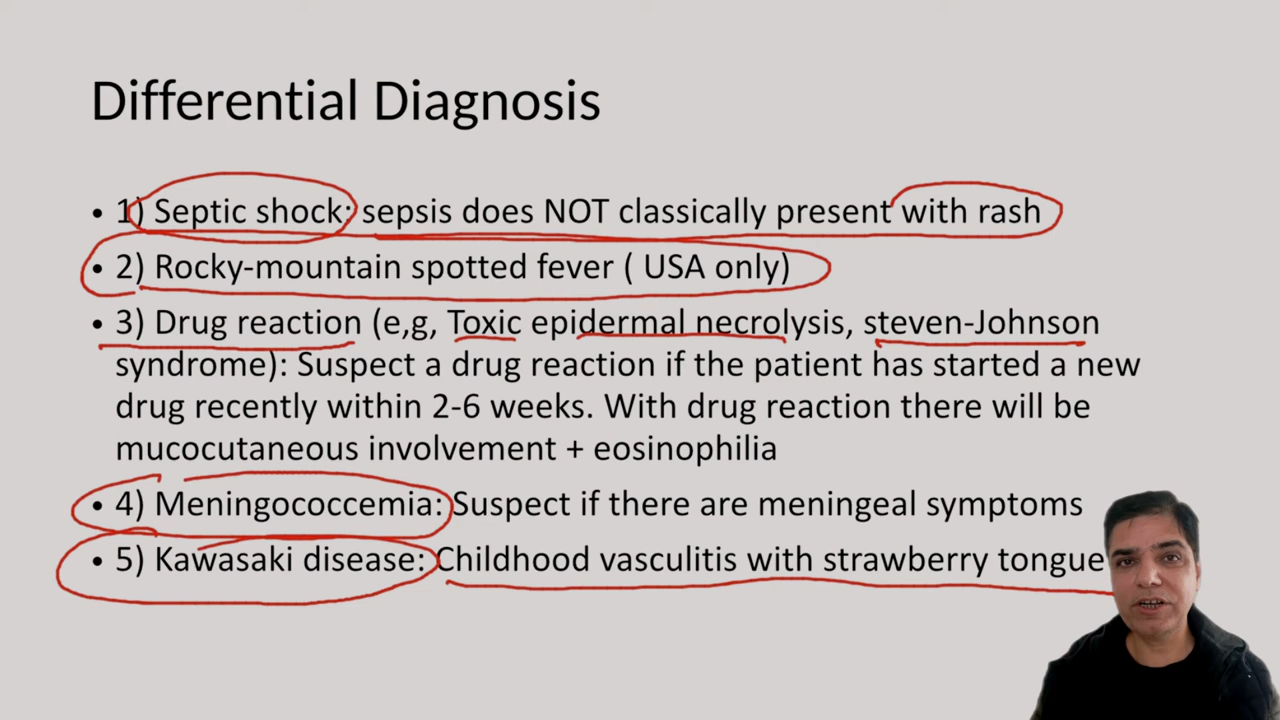 Differential Diagnosis
• 1) Septic shock: sepsis does NOT classically present with rash
• 2) Rocky-mountain spotted fever ( USA only)
• 3) Drug reaction (e,g, Toxic epidermal necrolysis, steven-Johnson
syndrome): Suspect a drug reaction if the patient has started a new
drug recently within 2-6 weeks. With drug reaction there will be
mucocutaneous involvement + eosinophilia
• 4) Meningococcemia: Suspect if there are meningeal symptoms
• 5) Kawasaki disease: Childhood vasculitis with strawberry tongue